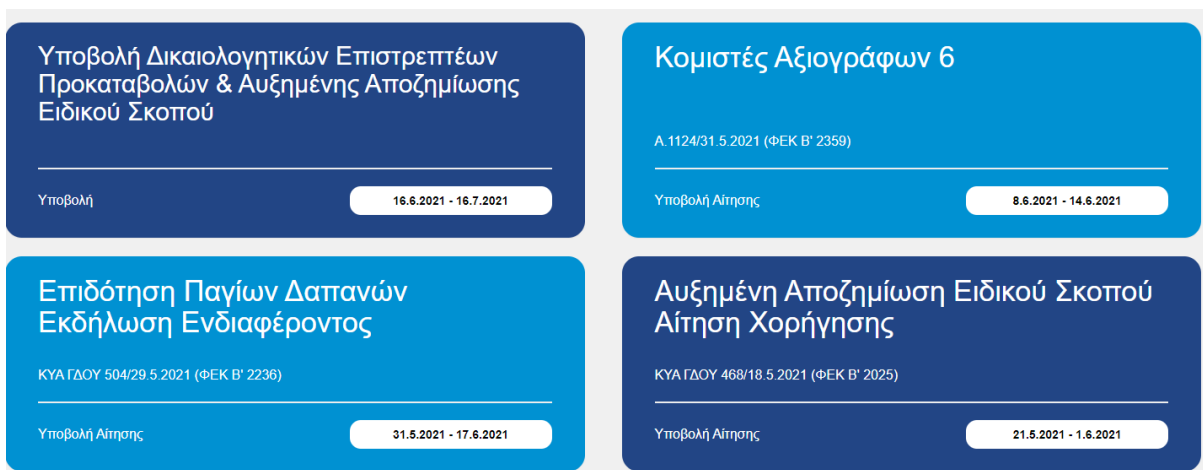 Υποβολή Δικαιολογητικών Επιστρεπτέων
Προκαταβολών & Αυξημένης Αποζημίωσης
Ειδικού Σκοπού
Υποβολή
16.6.2021 - 16.7.2021
Κομιστές Αξιογράφων 6
Α.1124/31.5.2021 (ΦΕΚ Β' 2359)
Υποβολή Αίτησης
8.6.2021 - 14.6.2021
Επιδότηση Παγίων Δαπανών
Εκδήλωση Ενδιαφέροντος
ΚΥΑ ΓΔΟΥ 504/29.5.2021 (ΦΕΚ Β' 2236)
Υποβολή Αίτησης
31.5.2021 - 17.6.2021
Αυξημένη Αποζημίωση Ειδικού Σκοπού
Αίτηση Χορήγησης
ΚΥΑ ΓΔΟΥ 468/18.5.2021 (ΦΕΚ Β' 2025)
Υποβολή Αίτησης
21.5.2021 - 1.6.2021